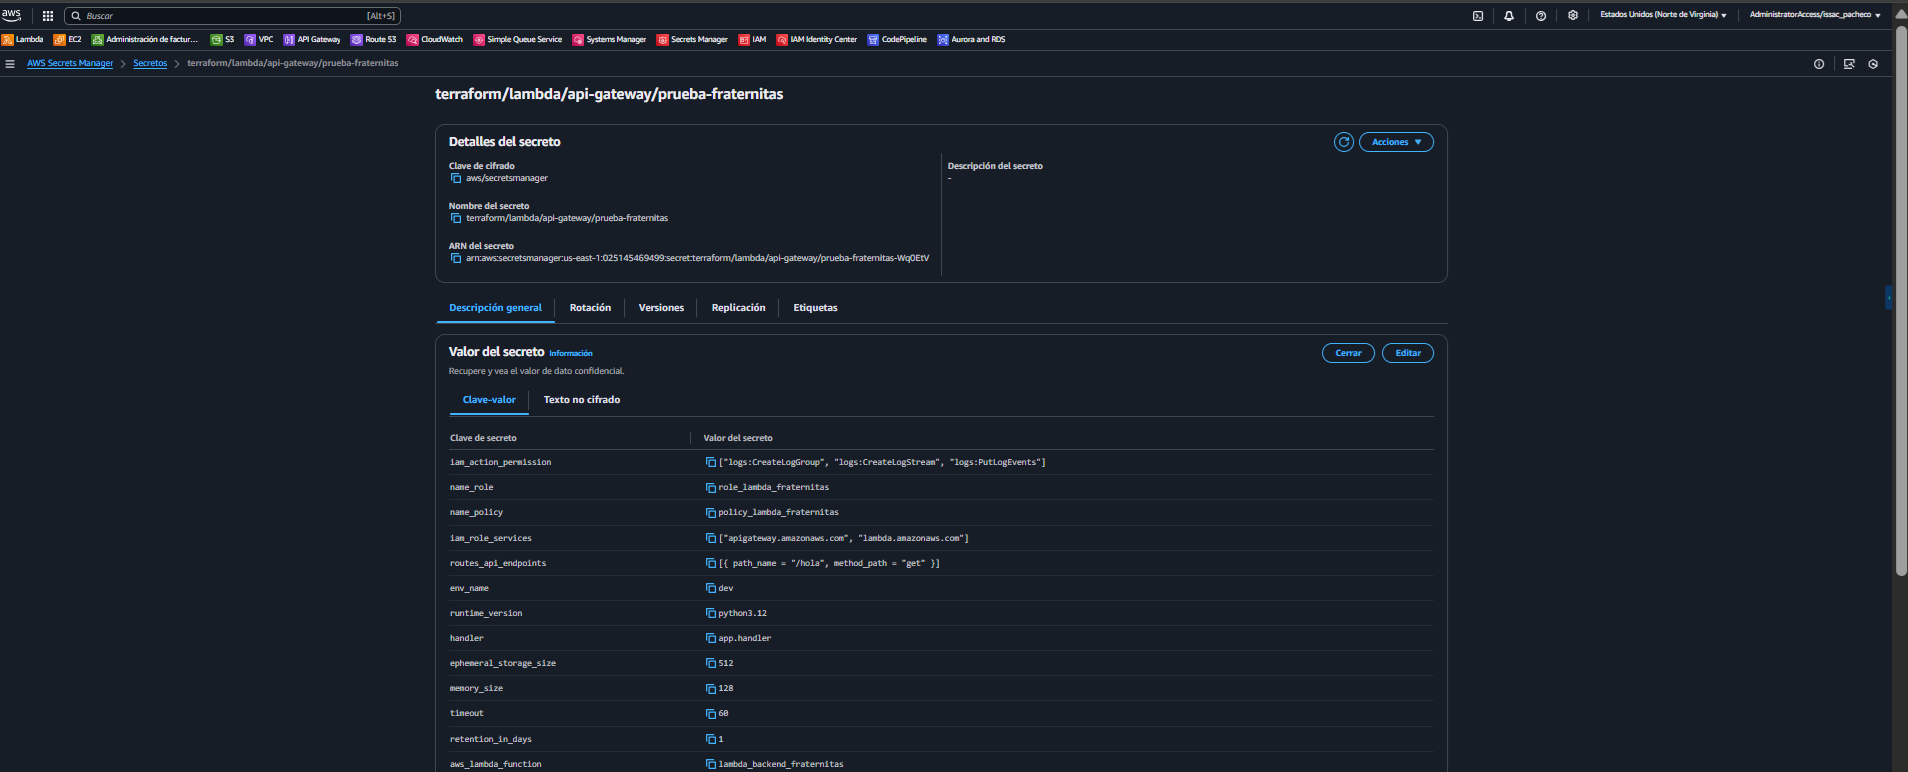 aws
Buscar [Alt+S] Estados Unidos (Norte de Virginia) AdministratorAccess/issac_pacheco
Lambda EC2 Administración de factur... S3 VPC API Gateway Route 53 CloudWatch Simple Queue Service Systems Manager Secrets Manager IAM IAM Identity Center CodePipeline Aurora and RDS
AWS Secrets Manager Secretos terraform/lambda/api-gateway/prueba-fraternitas
terraform/lambda/api-gateway/prueba-fraternitas
Detalles del secreto
Acciones
Clave de cifrado
aws/secretsmanager
Descripción del secreto
-
Nombre del secreto
terraform/lambda/api-gateway/prueba-fraternitas
ARN del secreto
arn:aws:secretsmanager:us-east-1:025145469499:secret:terraform/lambda/api-gateway/prueba-fraternitas-Wq0EtV
Descripción general Rotación Versiones Replicación Etiquetas
Valor del secreto Información
Cerrar Editar
Recupere y vea el valor de dato confidencial.
Clave-valor Texto no cifrado
Clave de secreto Valor del secreto
iam_action_permission ["logs:CreateLogGroup", "logs:CreateLogStream", "logs:PutLogEvents"]
name_role role_lambda_fraternitas
name_policy policy_lambda_fraternitas
iam_role_services ["apigateway.amazonaws.com", "lambda.amazonaws.com"]
routes_api_endpoints [{ path_name = "/hola", method_path = "get" }]
env_name dev
runtime_version python3.12
handler app.handler
ephemeral_storage_size 512
memory_size 128
timeout 60
retention_in_days 1
aws_lambda_function lambda_backend_fraternitas